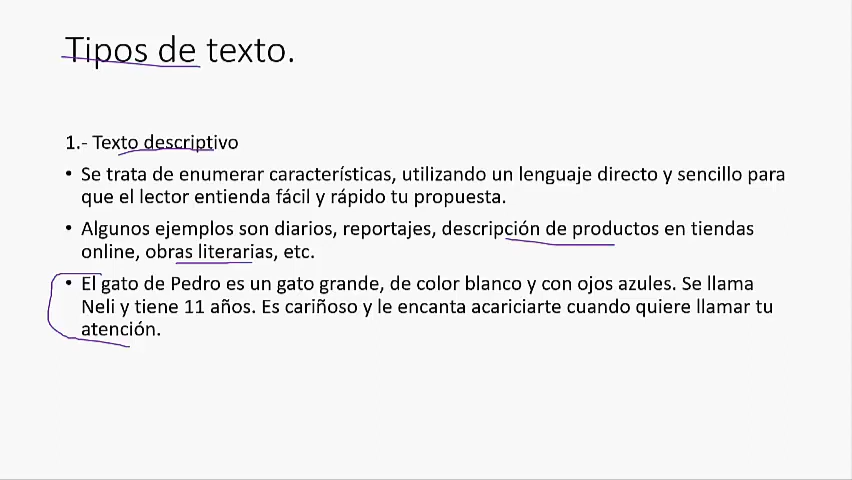 Tipos de texto.
1.- Texto descriptivo
• Se trata de enumerar características, utilizando un lenguaje directo y sencillo para
que el lector entienda fácil y rápido tu propuesta.
• Algunos ejemplos son diarios, reportajes, descripción de productos en tiendas
online, obras literarias, etc.
• El gato de Pedro es un gato grande, de color blanco y con ojos azules. Se llama
Neli y tiene 11 años. Es cariñoso y le encanta acariciarte cuando quiere llamar tu
atención.